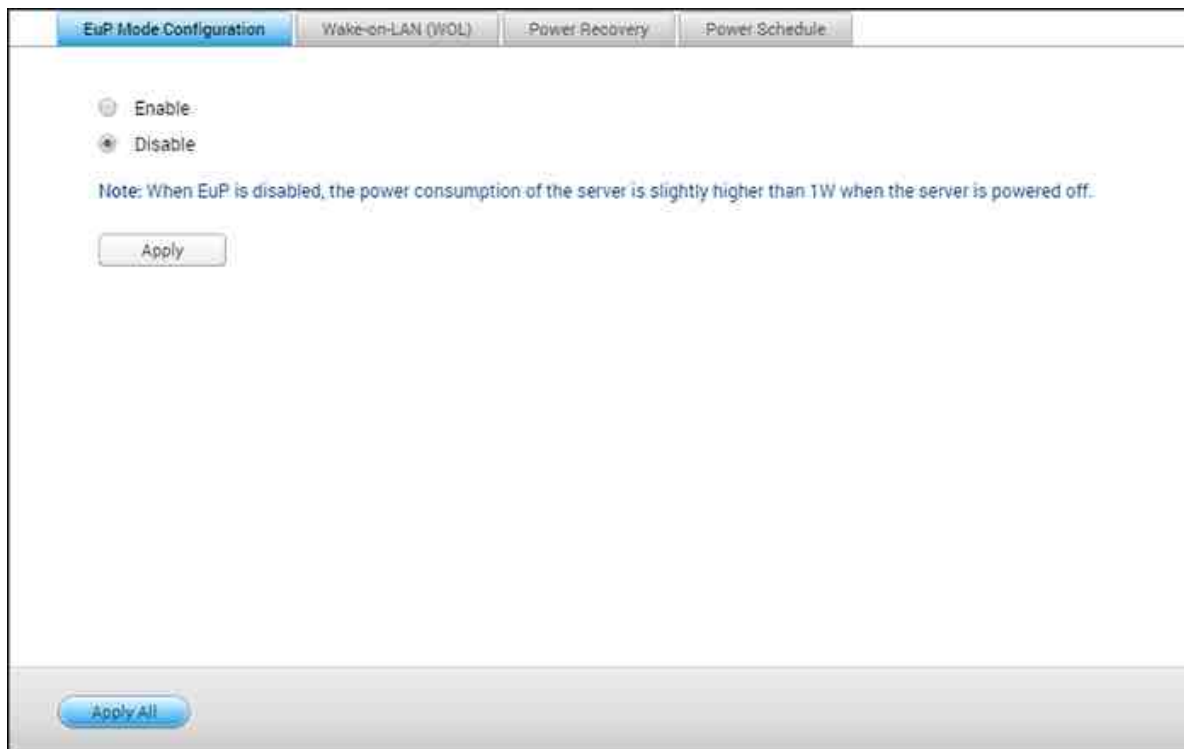 EuP Mode Configuration Wake-on-LAN (WOL) Power Recovery Power Schedule
Enable
Disable
Note: When EuP is disabled, the power consumption of the server is slightly higher than 1W when the server is powered off.
Apply
Apply All